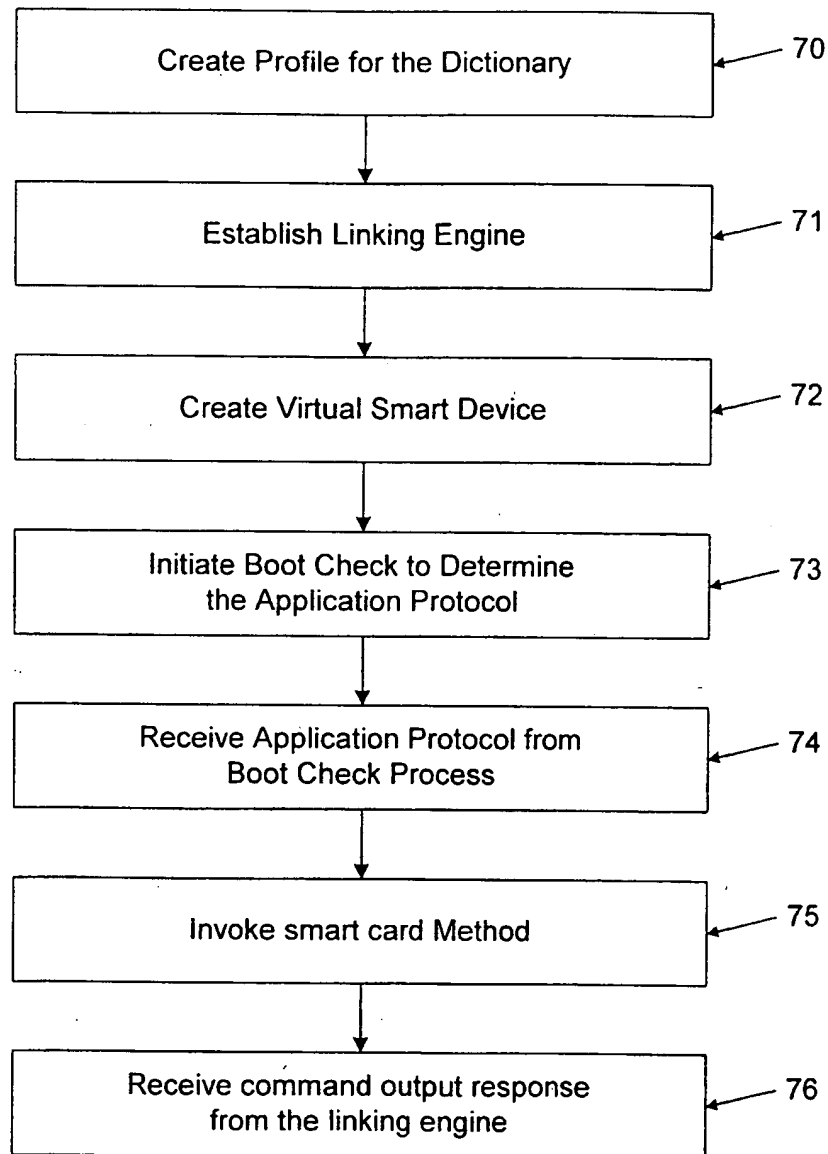 Create Profile for the Dictionary
70
Establish Linking Engine
71
Create Virtual Smart Device
72
Initiate Boot Check to Determine
the Application Protocol
73
Receive Application Protocol from
Boot Check Process
74
Invoke smart card Method
75
Receive command output response
from the linking engine
76